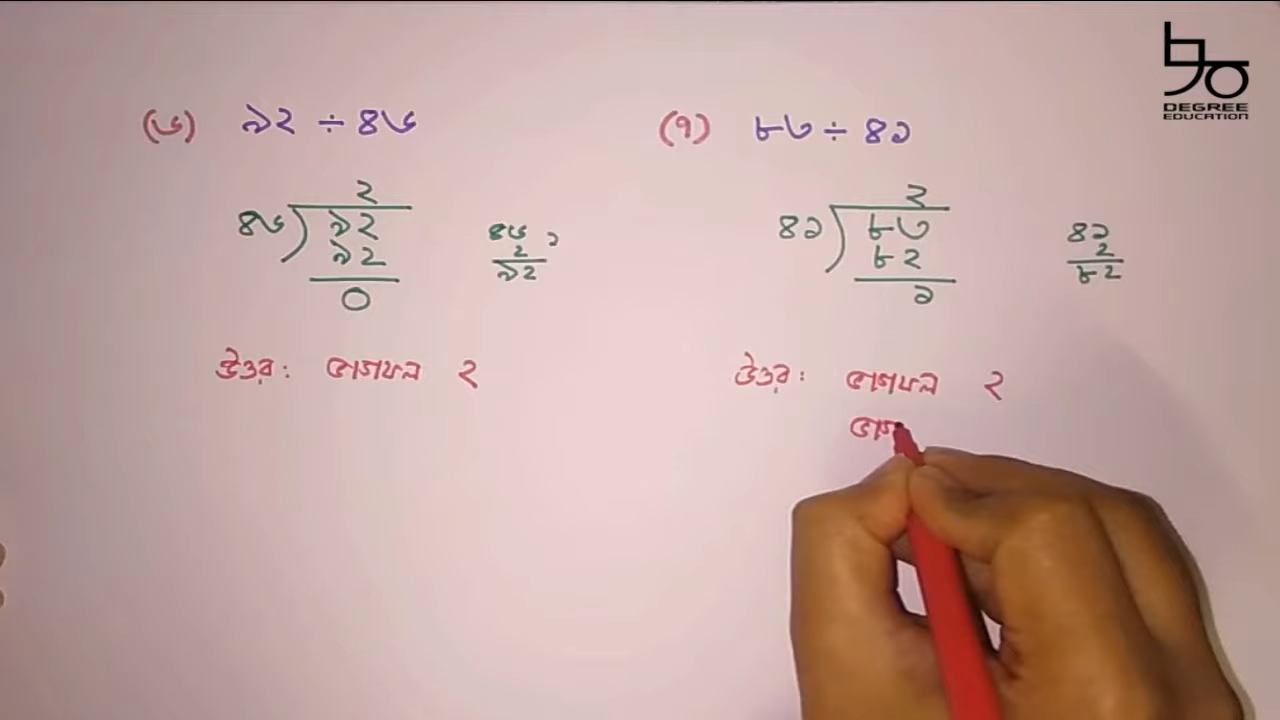 (৬) ৯২ ÷ ৪৬
২
৪৬) ৯২
৯২
০
৪৬ ১
২
৯২
উত্তর: ভাগফল ২
(৭) ৮৩ ÷ ৪১
২
৪১) ৮৩
৮২
১
৪১
২
৮২
উত্তর: ভাগফল ২
DEGREE
EDUCATION